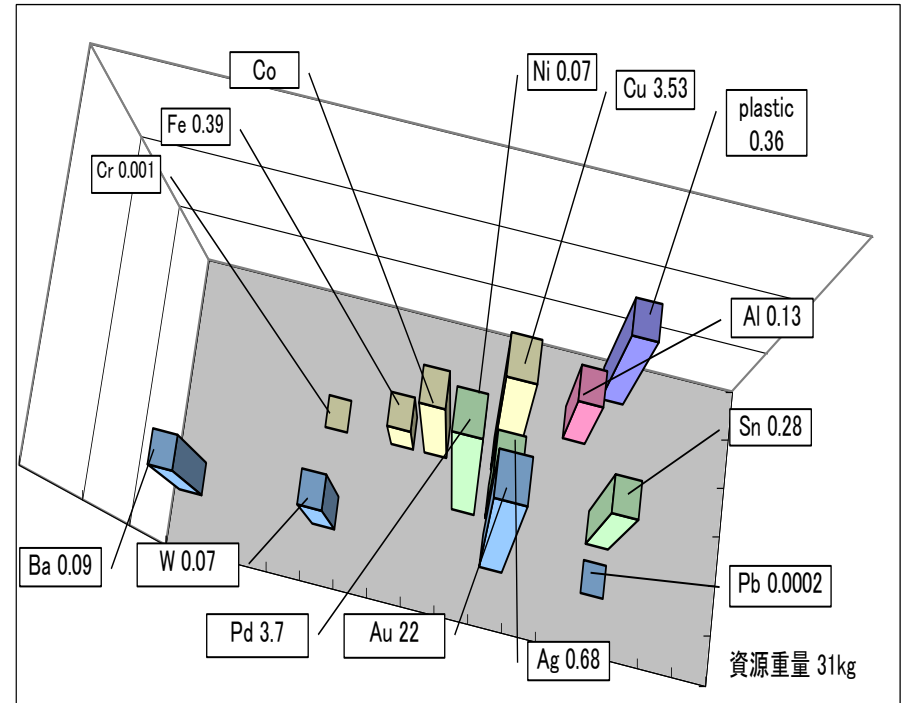 Co
Ni 0.07
Cu 3.53
plastic
0.36
Fe 0.39
Cr 0.001
Al 0.13
Sn 0.28
Ba 0.09
W 0.07
Pb 0.0002
Pd 3.7
Au 22
Ag 0.68
資源重量 31kg